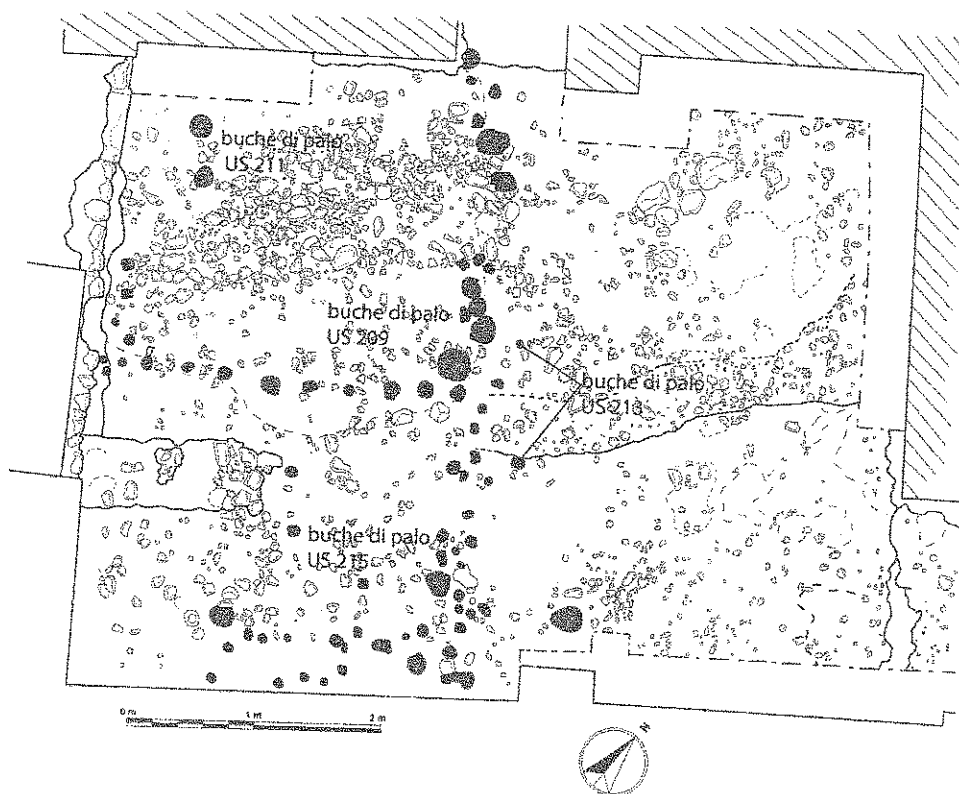 buche di palo
US 211
buche di palo
US 209
buche di palo
US 213
buche di palo
US 215
0 m 1 m 2 m
N